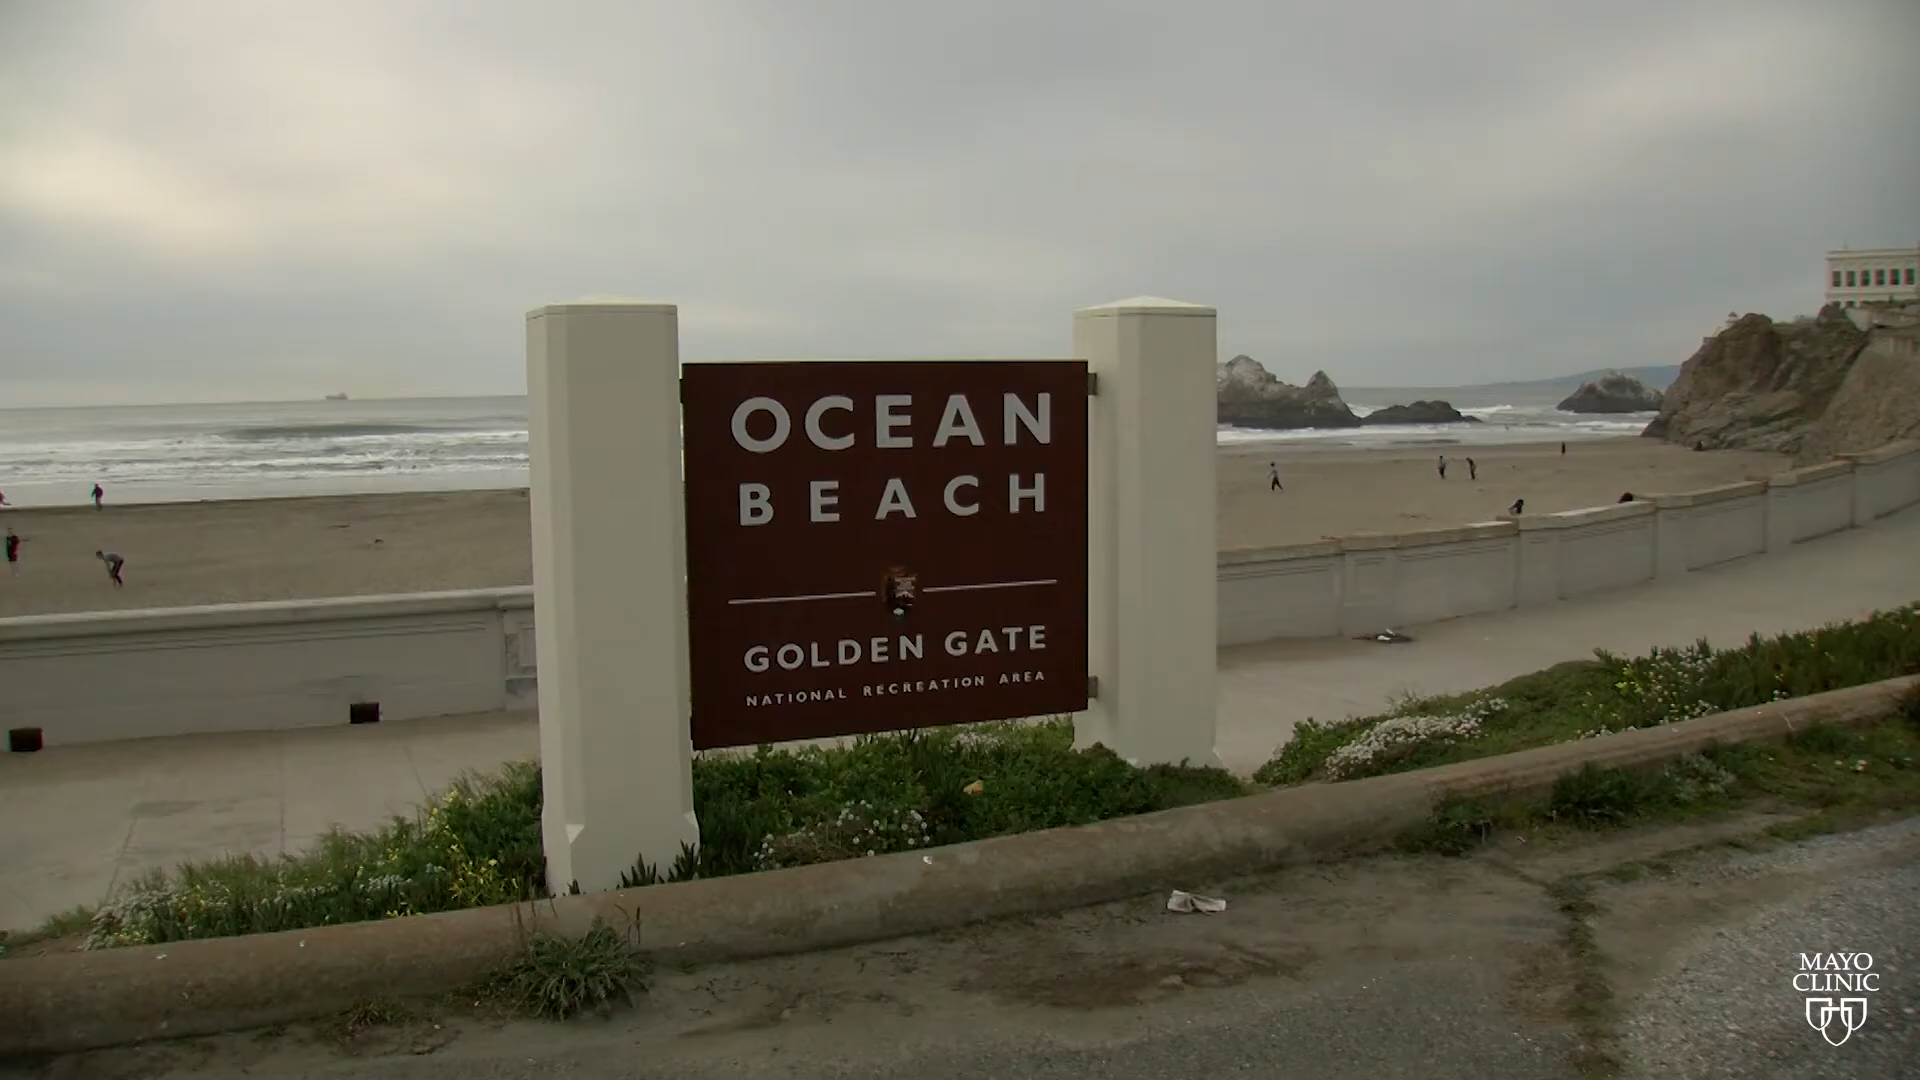 OCEAN
BEACH
GOLDEN GATE
NATIONAL RECREATION AREA
MAYO
CLINIC